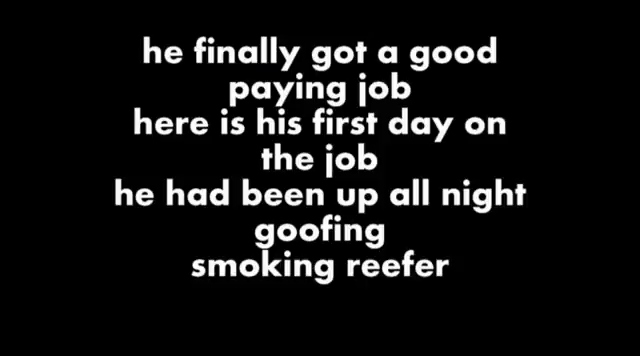 he finally got a good
paying job
here is his first day on
the job
he had been up all night
goofing
smoking reefer